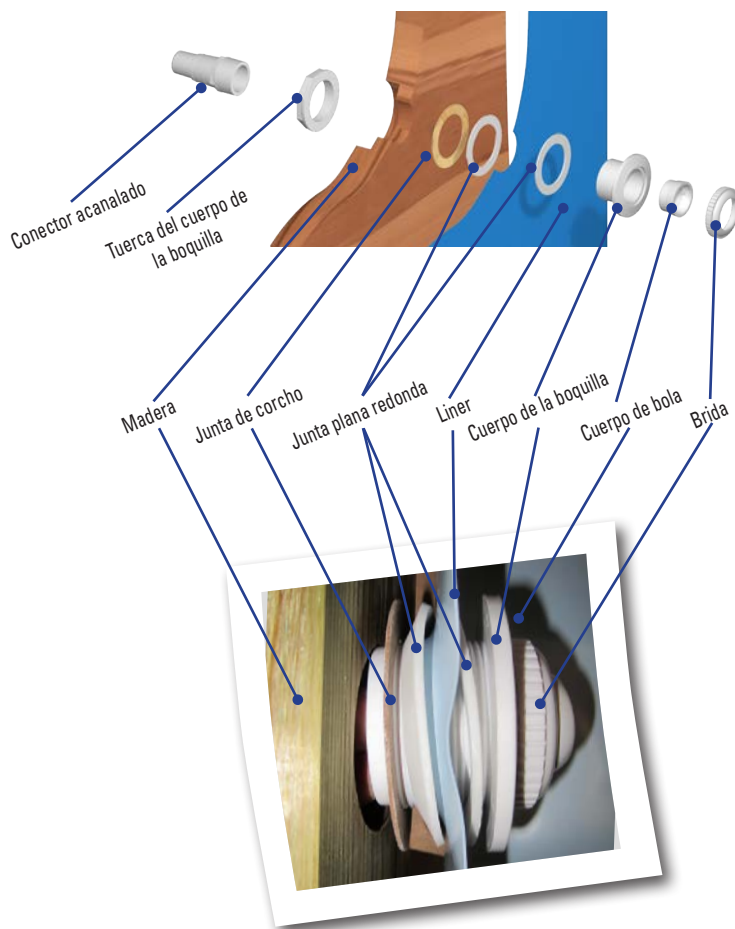 Conector acanalado
Tuerca del cuerpo de
la boquilla
Madera
Junta de corcho
Junta plana redonda
Liner
Cuerpo de la boquilla
Cuerpo de bola
Brida